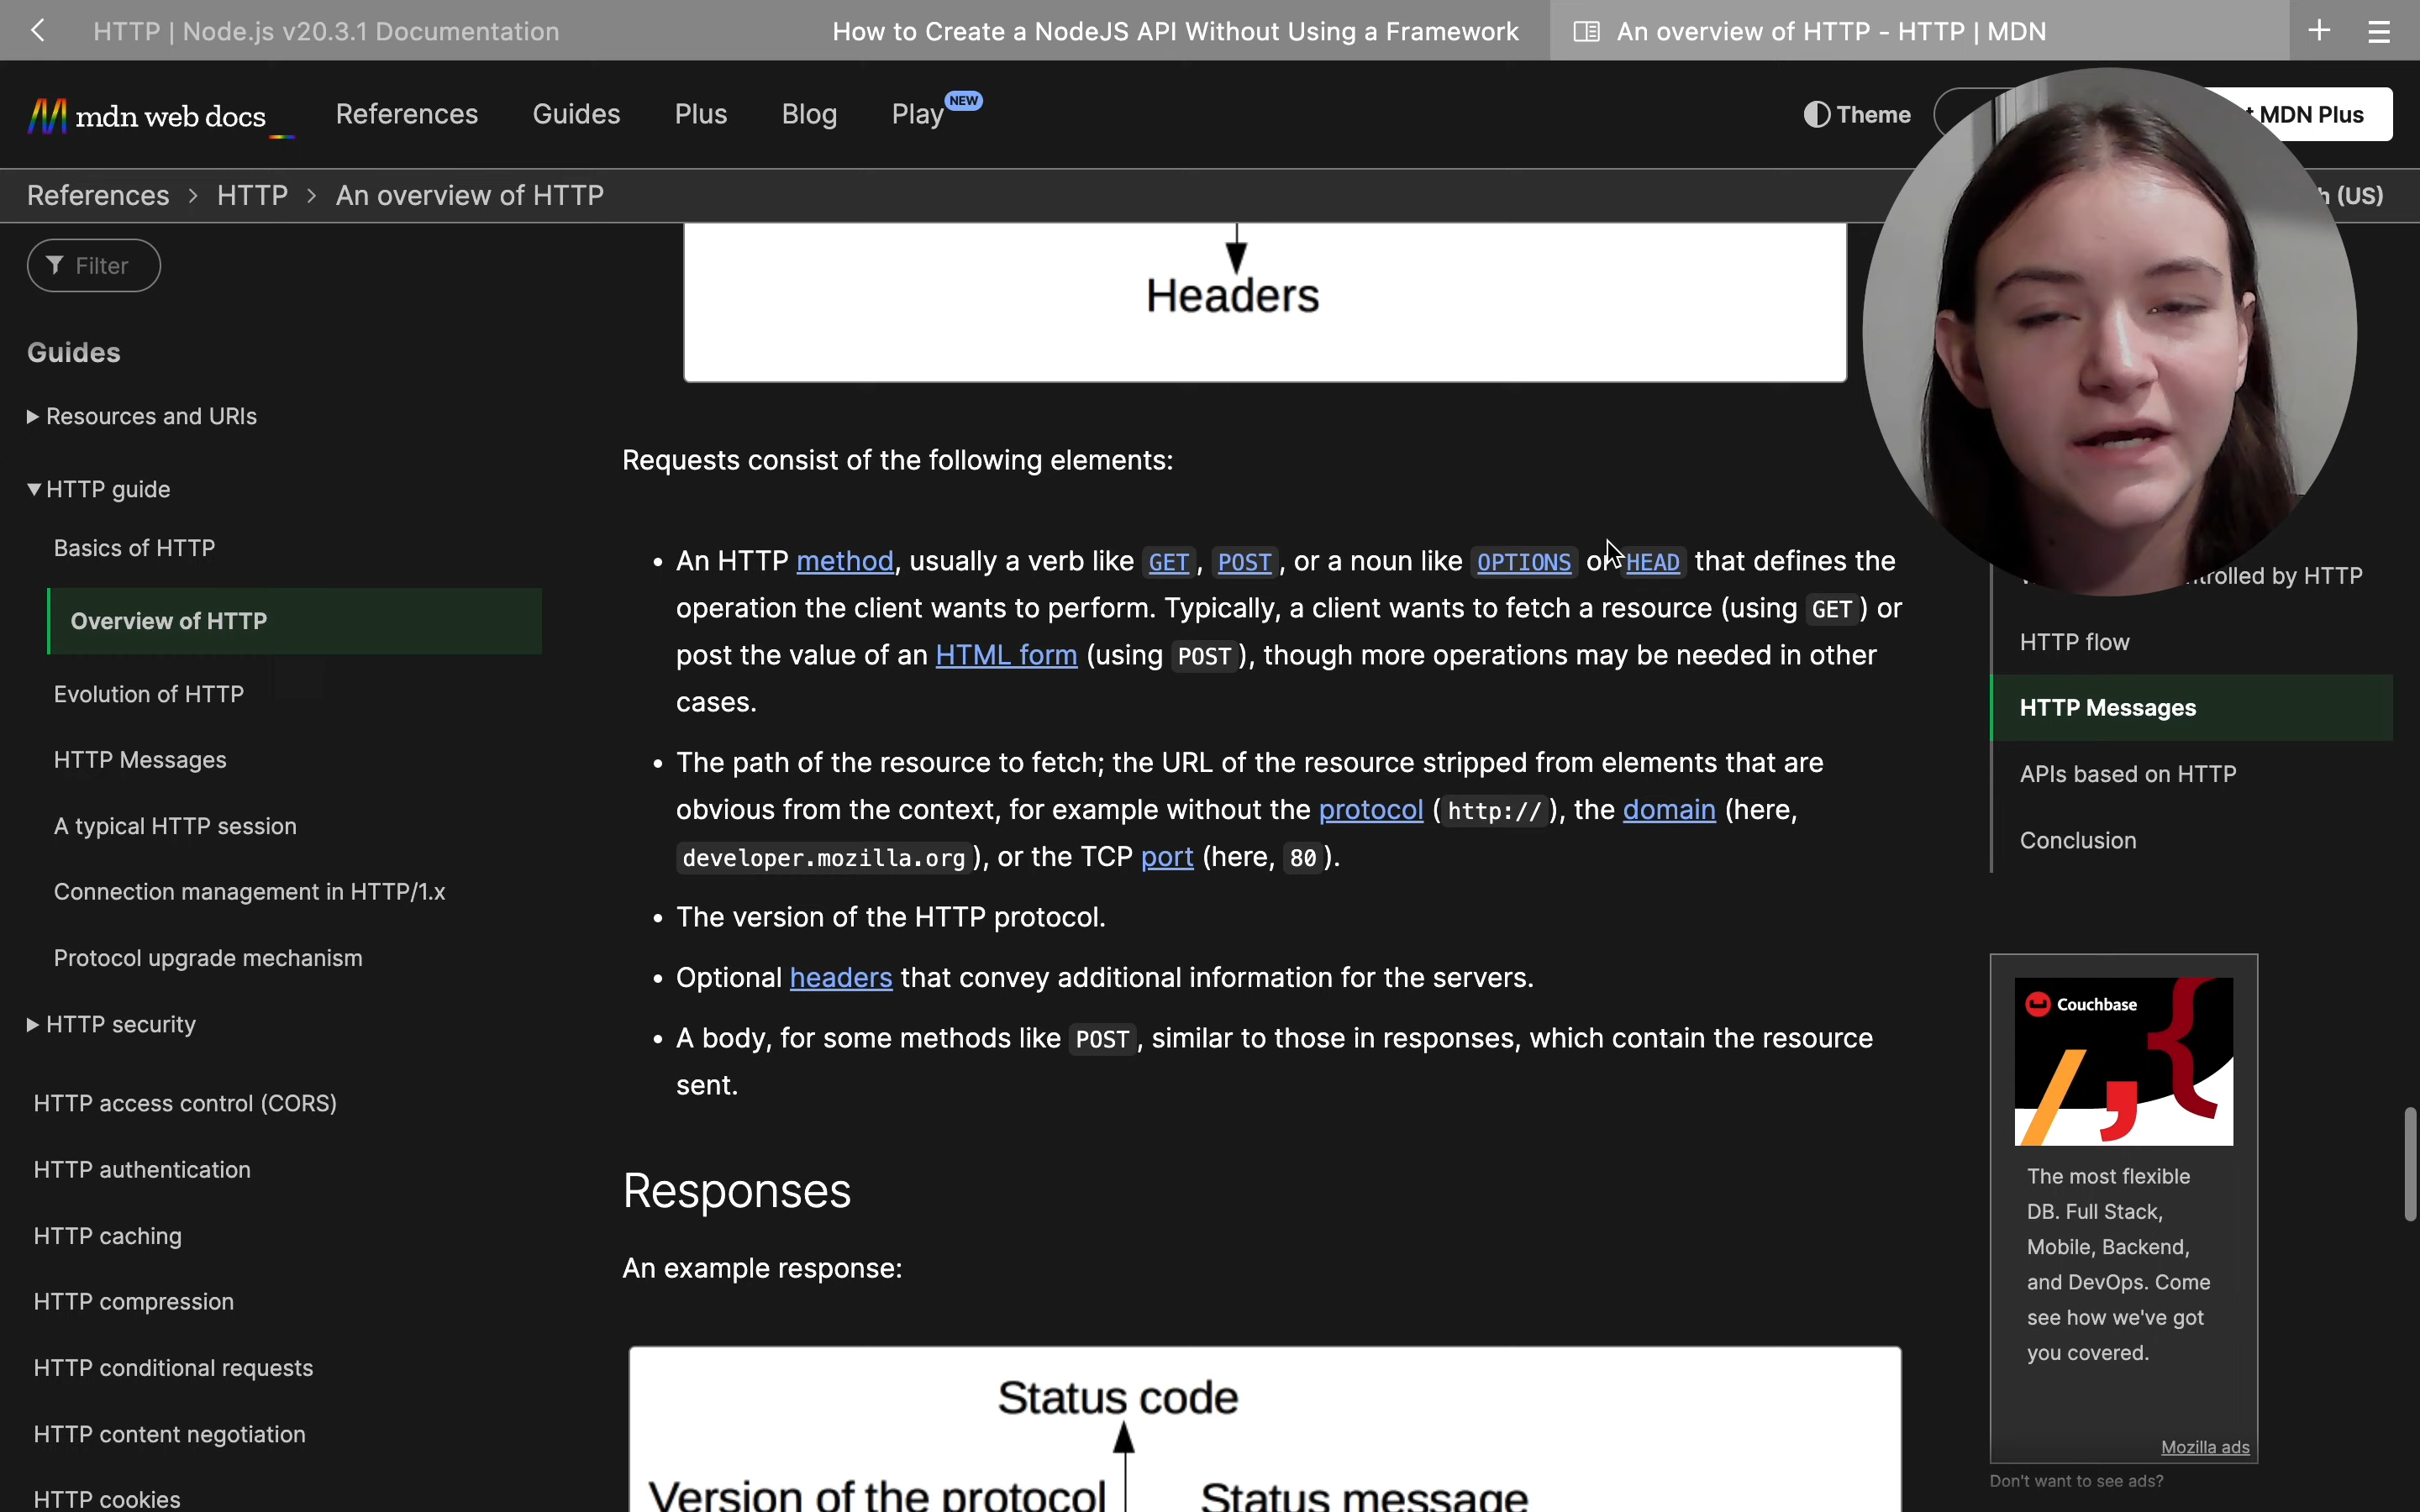 HTTP | Node.js v20.3.1 Documentation
How to Create a NodeJS API Without Using a Framework
An overview of HTTP - HTTP | MDN
mdn web docs
References
Guides
Plus
Blog
Play
NEW
Theme
MDN Plus
References > HTTP > An overview of HTTP
(US)
Filter
Guides
Resources and URIs
HTTP guide
Basics of HTTP
Overview of HTTP
Evolution of HTTP
HTTP Messages
A typical HTTP session
Connection management in HTTP/1.x
Protocol upgrade mechanism
HTTP security
HTTP access control (CORS)
HTTP authentication
HTTP caching
HTTP compression
HTTP conditional requests
HTTP content negotiation
HTTP cookies
Headers
Requests consist of the following elements:
• An HTTP method, usually a verb like GET, POST, or a noun like OPTIONS or HEAD that defines the
operation the client wants to perform. Typically, a client wants to fetch a resource (using GET) or
post the value of an HTML form (using POST), though more operations may be needed in other
cases.
• The path of the resource to fetch; the URL of the resource stripped from elements that are
obvious from the context, for example without the protocol (http://), the domain (here,
developer.mozilla.org), or the TCP port (here, 80).
• The version of the HTTP protocol.
• Optional headers that convey additional information for the servers.
• A body, for some methods like POST, similar to those in responses, which contain the resource
sent.
Responses
An example response:
Status code
Version of the protocol
Status message
by HTTP
HTTP flow
HTTP Messages
APIs based on HTTP
Conclusion
Couchbase
The most flexible
DB. Full Stack,
Mobile, Backend,
and DevOps. Come
see how we've got
you covered.
Mozilla ads
Don't want to see ads?